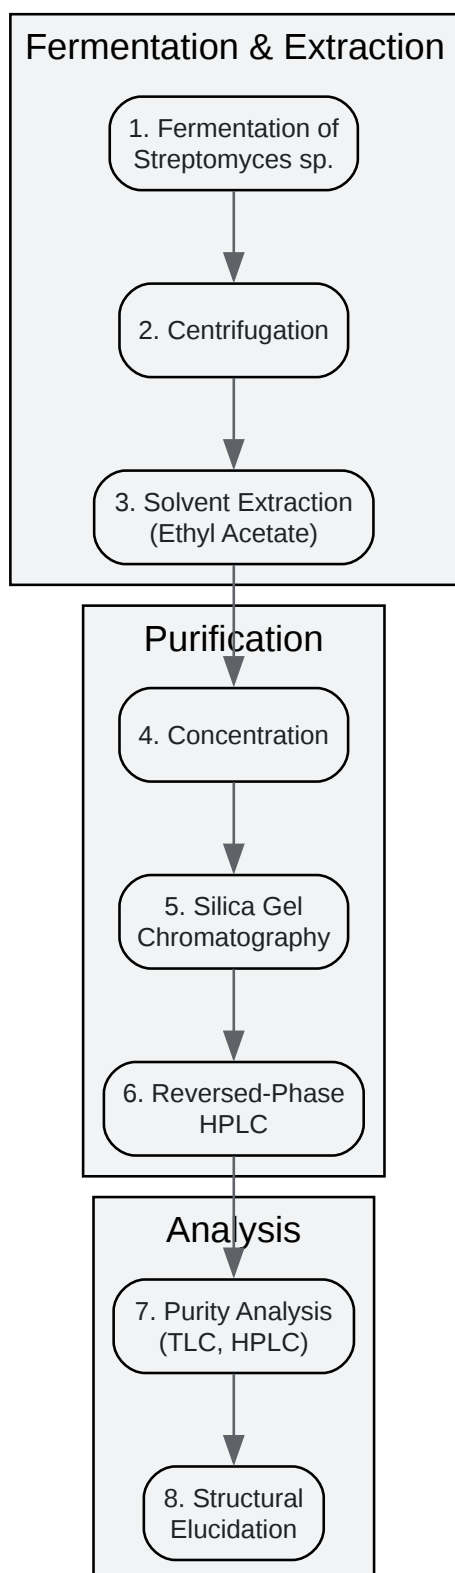 Fermentation & Extraction
1. Fermentation of
Streptomyces sp.
2. Centrifugation
3. Solvent Extraction
(Ethyl Acetate)
Purification
4. Concentration
5. Silica Gel
Chromatography
6. Reversed-Phase
HPLC
Analysis
7. Purity Analysis
(TLC, HPLC)
8. Structural
Elucidation